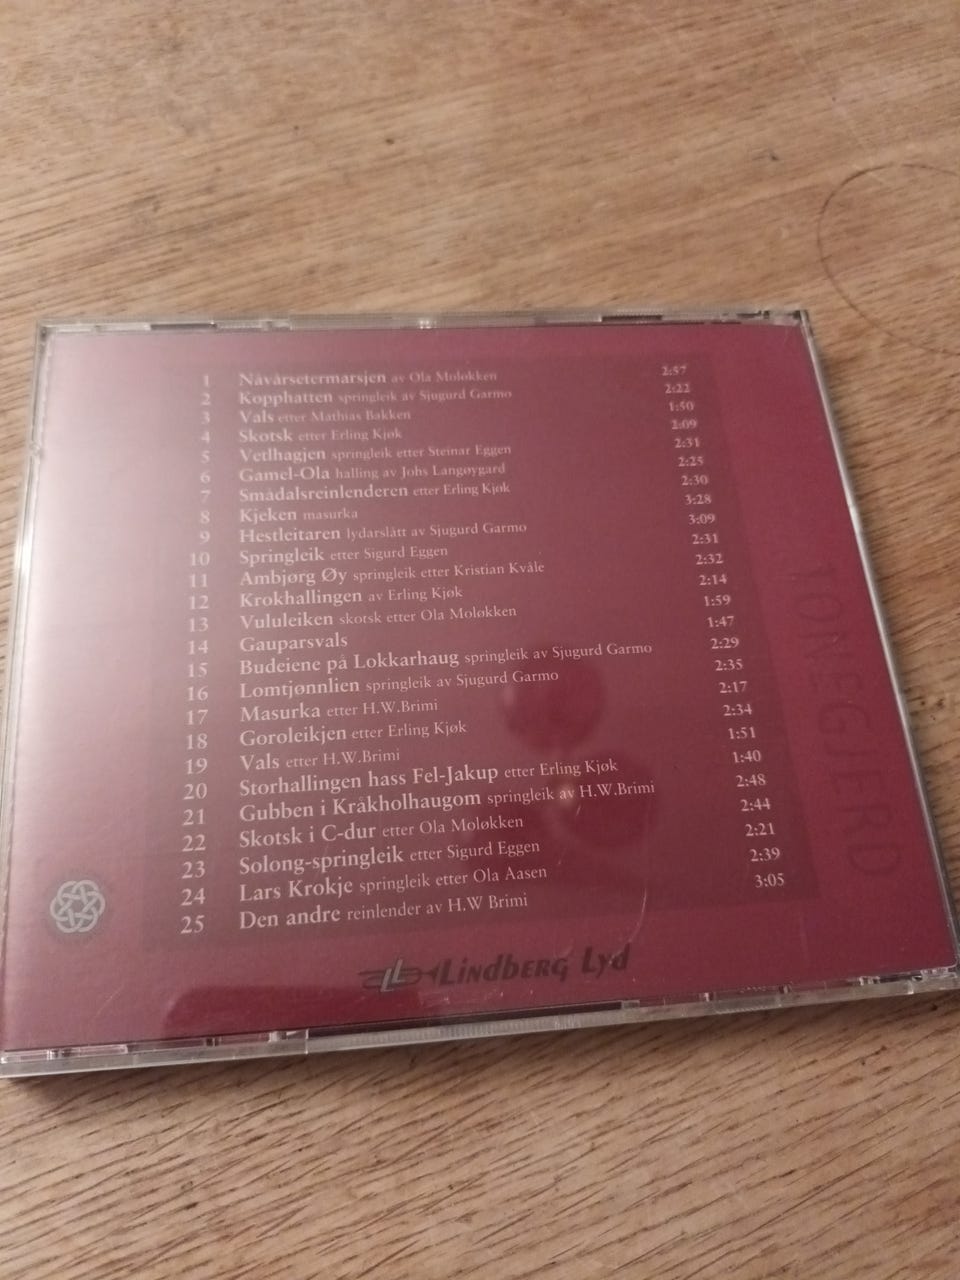 1 Nåvårsetermarsjen av Ola Moløkken 2:57
2 Kopphatten springleik av Sjugurd Garmo 2:22
3 Vals etter Mathias Bakken 1:50
4 Skotsk etter Erling Kjøk 2:09
5 Vetlhagjen springleik etter Steinar Eggen 2:31
6 Gamel-Ola halling av Johs Langøygard 2:25
7 Smådalsreinlenderen etter Erling Kjøk 2:30
8 Kjeken masurka 3:28
9 Hestleitaren lydarslått av Sjugurd Garmo 3:09
10 Springleik etter Sigurd Eggen 2:31
11 Ambjørg Øy springleik etter Kristian Kvåle 2:32
12 Krokhallingen av Erling Kjøk 2:14
13 Vululeiken skotsk etter Ola Moløkken 1:59
14 Gauparsvals 1:47
15 Budeiene på Lokkarhaug springleik av Sjugurd Garmo 2:29
16 Lomtjønnlien springleik av Sjugurd Garmo 2:35
17 Masurka etter H.W.Brimi 2:17
18 Goroleikjen etter Erling Kjøk 2:34
19 Vals etter H.W.Brimi 1:51
20 Storhallingen hass Fel-Jakup etter Erling Kjøk 1:40
21 Gubben i Kråkholhaugom springleik av H.W.Brimi 2:48
22 Skotsk i C-dur etter Ola Moløkken 2:44
23 Solong-springleik etter Sigurd Eggen 2:21
24 Lars Krokje springleik etter Ola Aasen 2:39
25 Den andre reinlender av H.W Brimi 3:05
Lindberg Lyd
TONEGJERD